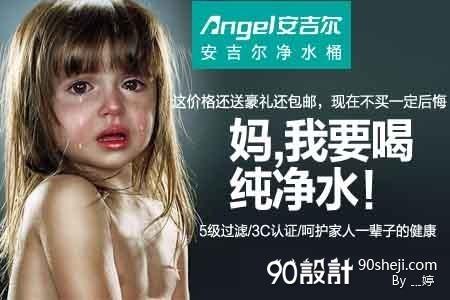 Angel安吉尔
安吉尔净水桶
这价格还送豪礼还包邮，现在不买一定后悔
妈,我要喝
纯净水!
5级过滤/3C认证/呵护家人一辈子的健康
90設計 90sheji.com
By __婷